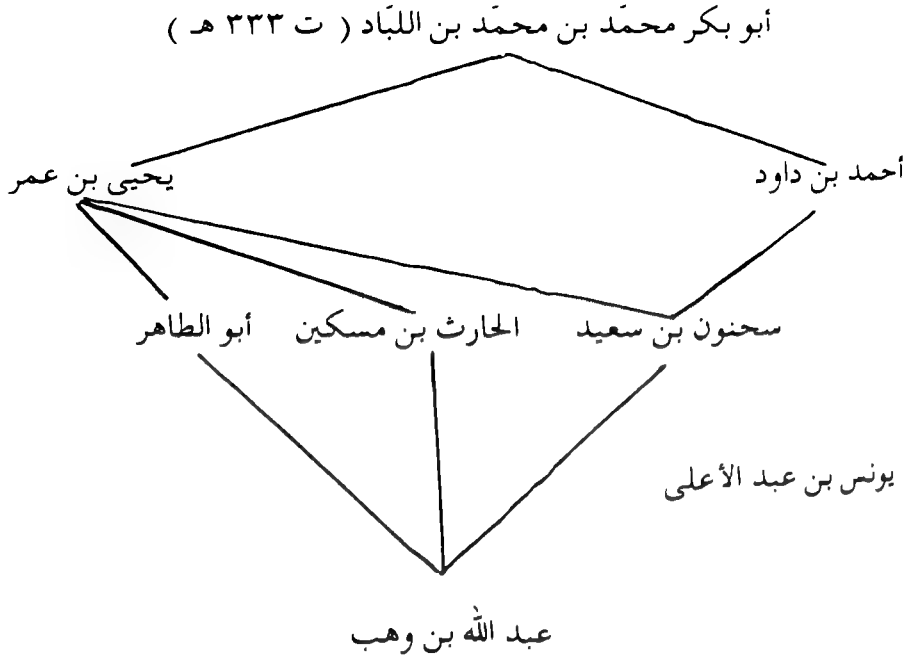 أبو بكر محمّد بن محمّد بن اللبّاد ( ت ٣٣٣ هـ )
أحمد بن داود
يحيى بن عمر
سحنون بن سعيد
الحارث بن مسكين
أبو الطاهر
يونس بن عبد الأعلى
عبد الله بن وهب